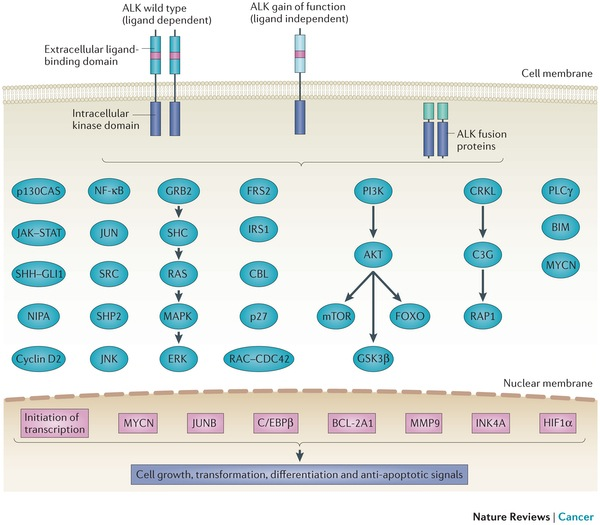 ALK wild type
(ligand dependent)
ALK gain of function
(ligand independent)
Extracellular ligand-
binding domain
Cell membrane
Intracellular
kinase domain
ALK fusion
proteins
p130CAS
NF-κB
GRB2
FRS2
PI3K
CRKL
PLCγ
JAK–STAT
JUN
SHC
IRS1
AKT
C3G
BIM
SHH–GLI1
SRC
RAS
CBL
MYCN
NIPA
SHP2
MAPK
p27
mTOR
FOXO
RAP1
Cyclin D2
JNK
ERK
RAC–CDC42
GSK3β
Nuclear membrane
Initiation of
transcription
MYCN
JUNB
C/EBPβ
BCL-2A1
MMP9
INK4A
HIF1α
Cell growth, transformation, differentiation and anti-apoptotic signals
Nature Reviews | Cancer